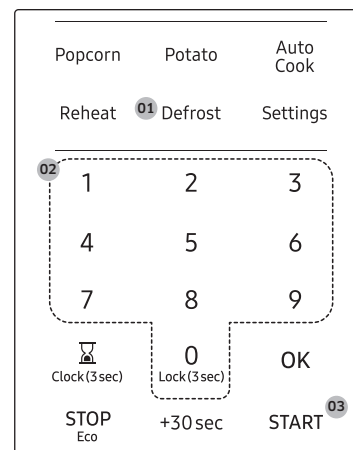 Popcorn Potato Auto Cook
Reheat 01 Defrost Settings
02
1 2 3
4 5 6
7 8 9
Clock(3 sec) 0 Lock(3 sec) OK
STOP Eco +30 sec START 03